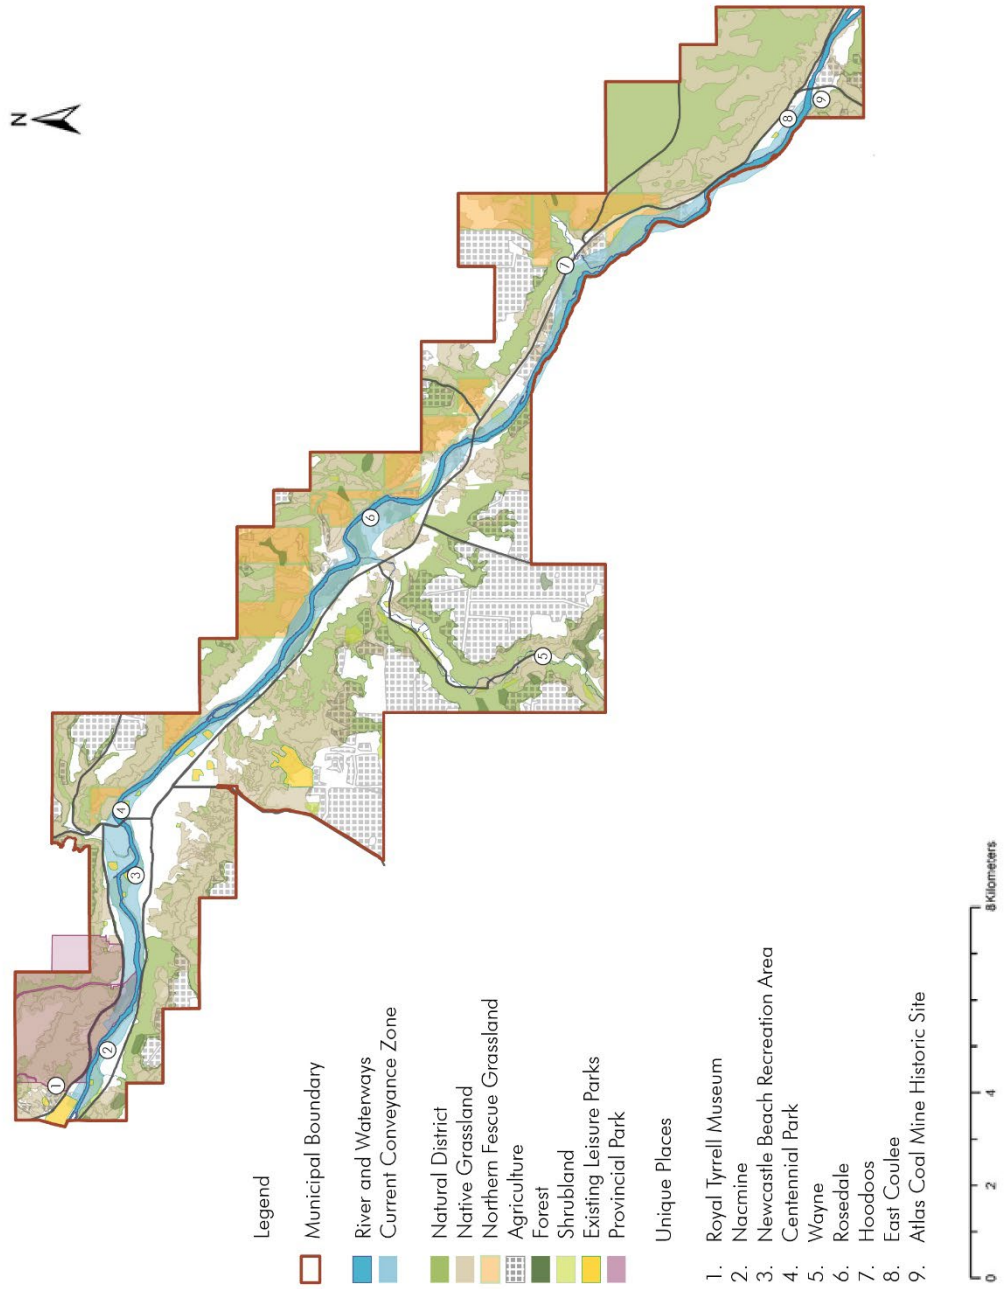 N
1
2
3
4
5
6
7
8
9
Legend
Municipal Boundary
River and Waterways
Current Conveyance Zone
Natural District
Native Grassland
Northern Fescue Grassland
Agriculture
Forest
Shrubland
Existing Leisure Parks
Provincial Park
Unique Places
1. Royal Tyrrell Museum
2. Nacmine
3. Newcastle Beach Recreation Area
4. Centennial Park
5. Wayne
6. Rosedale
7. Hoodoos
8. East Coulee
9. Atlas Coal Mine Historic Site
0 2 4 8 Kilometers